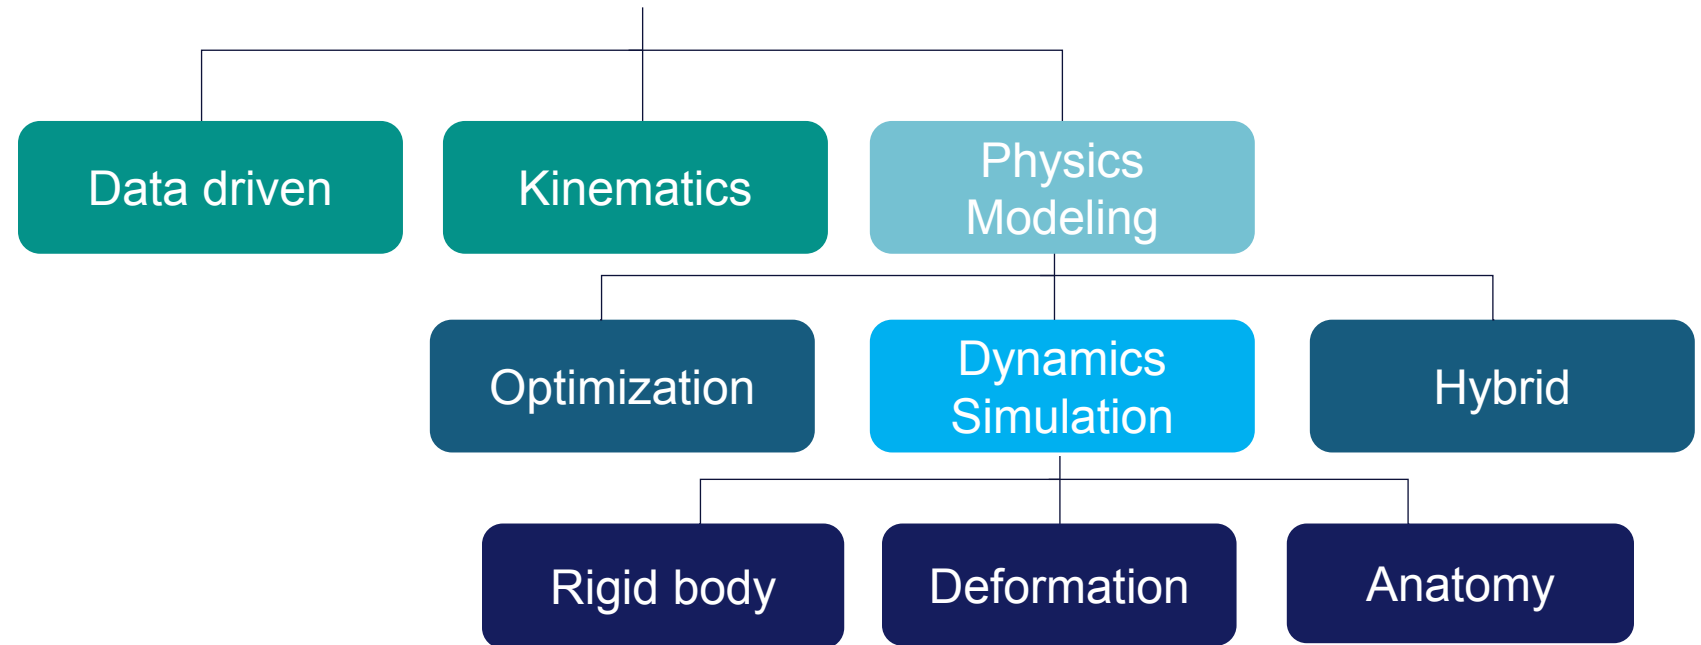 Data driven
Kinematics
Physics
Modeling
Optimization
Dynamics
Simulation
Hybrid
Rigid body
Deformation
Anatomy